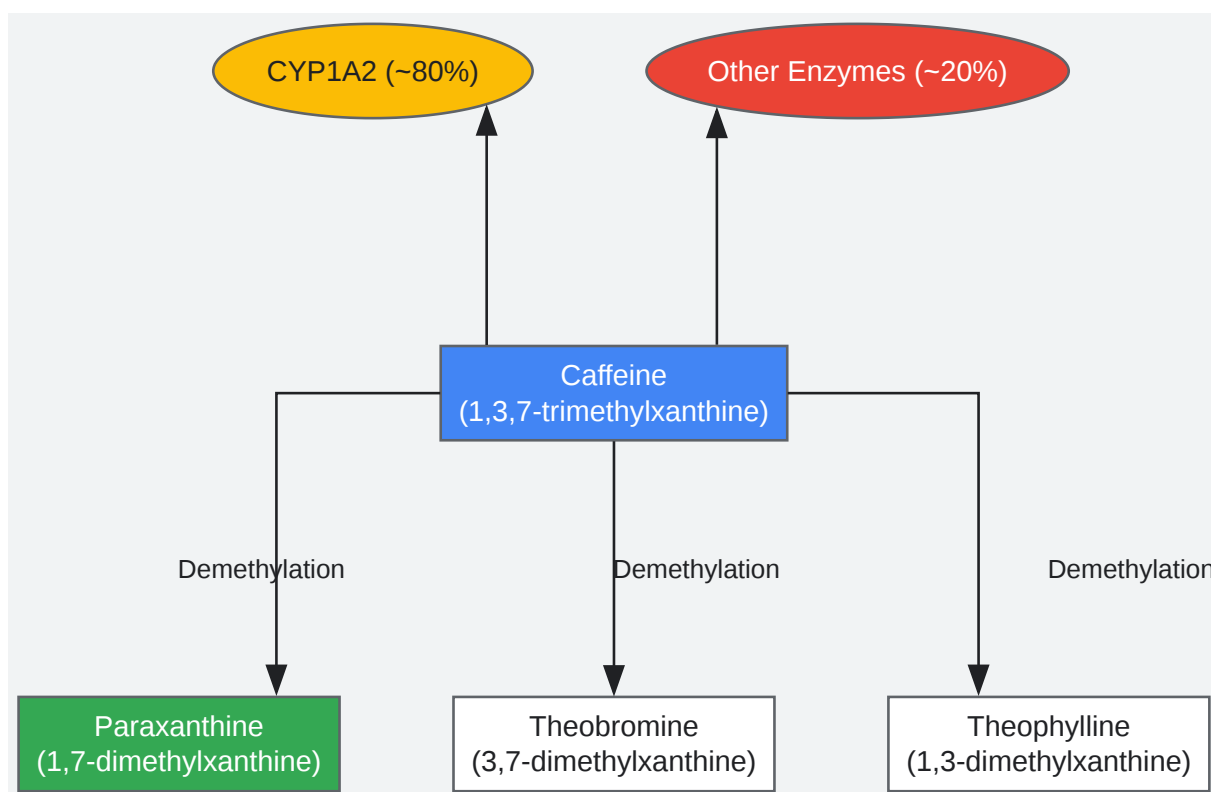 CYP1A2 (~80%)
Other Enzymes (~20%)
Caffeine
(1,3,7-trimethylxanthine)
Demethylation
Demethylation
Demethylation
Paraxanthine
(1,7-dimethylxanthine)
Theobromine
(3,7-dimethylxanthine)
Theophylline
(1,3-dimethylxanthine)